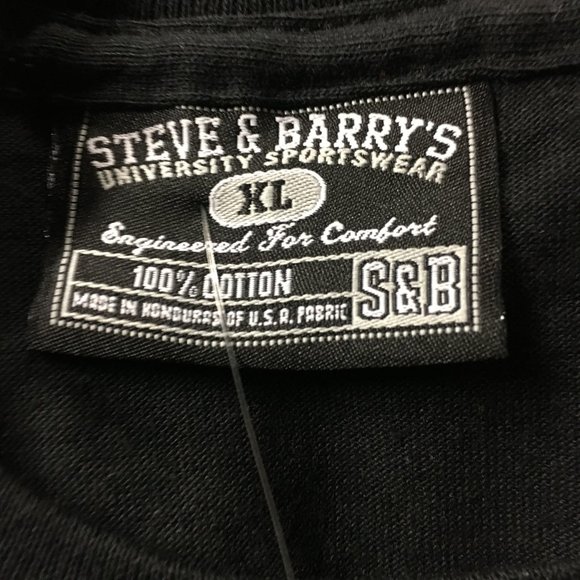 STEVE & BARRY'S
UNIVERSITY SPORTSWEAR
XL
Engineered For Comfort
100% COTTON
MADE IN HONDURAS OF U.S.A. FABRIC
S&B